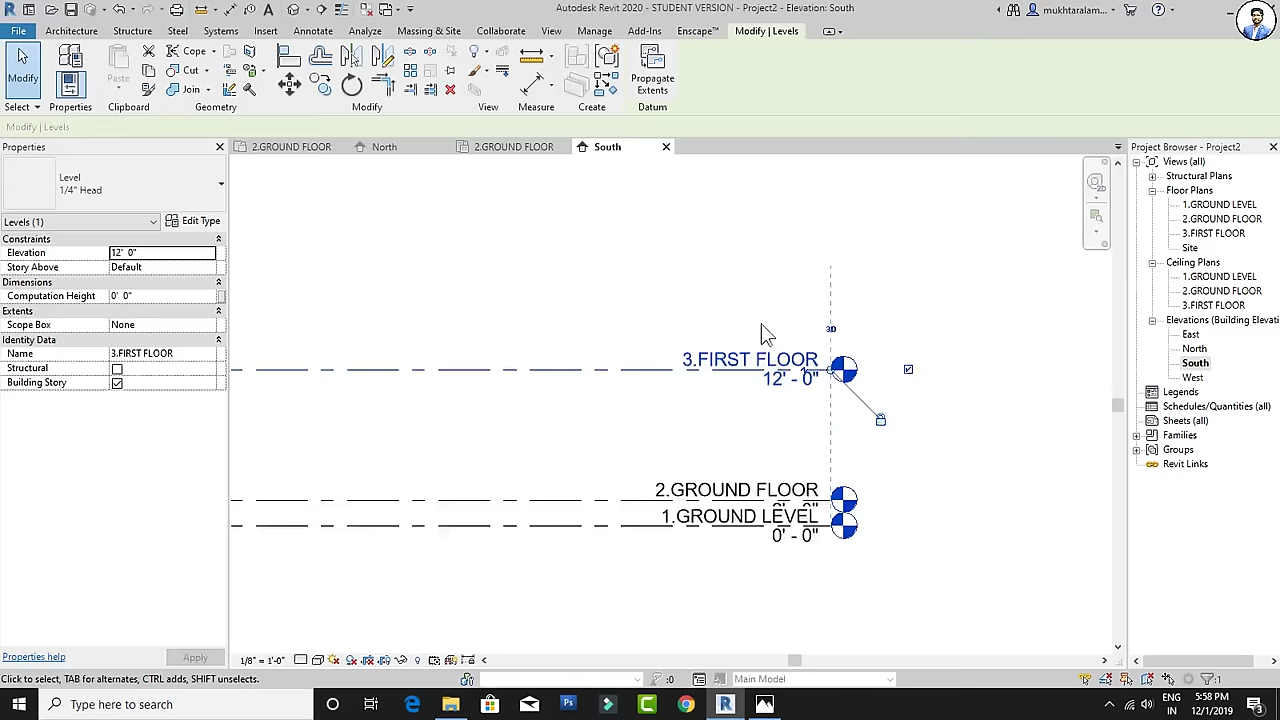 Autodesk Revit 2020 - STUDENT VERSION - Project2 - Elevation: South
mukhtaralam...
File Architecture Structure Steel Systems Insert Annotate Analyze Massing & Site Collaborate View Manage Add-Ins Enscape™ Modify | Levels
Modify
Paste
Cope
Cut
Join
Propagate
Extents
Select Properties Clipboard Geometry Modify View Measure Create Datum
Modify | Levels
Properties
2.GROUND FLOOR North 2.GROUND FLOOR South
Project Browser - Project2
Level
1/4" Head
Levels (1) Edit Type
Constraints
Elevation 12' 0"
Story Above Default
Dimensions
Computation Height 0' 0"
Extents
Scope Box None
Identity Data
Name 3.FIRST FLOOR
Structural
Building Story
Properties help Apply
2D
3D
3.FIRST FLOOR
12' - 0"
2.GROUND FLOOR
1.GROUND LEVEL
0' - 0"
Views (all)
Structural Plans
Floor Plans
1.GROUND LEVEL
2.GROUND FLOOR
3.FIRST FLOOR
Site
Ceiling Plans
1.GROUND LEVEL
2.GROUND FLOOR
3.FIRST FLOOR
Elevations (Building Elevati
East
North
South
West
Legends
Schedules/Quantities (all)
Sheets (all)
Families
Groups
Revit Links
1/8" = 1'-0"
Click to select, TAB for alternates, CTRL adds, SHIFT unselects.
:0
Main Model
:1
Type here to search
ENG
IN
5:58 PM
12/1/2019
3